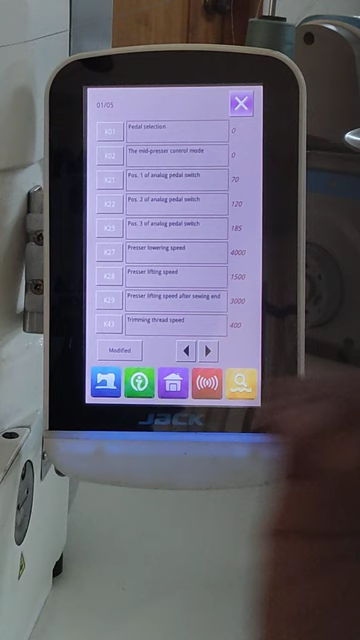 01/05
K01 Pedal selection 0
K02 The mid-presser control mode 0
K21 Pos. 1 of analog pedal switch 70
K22 Pos. 2 of analog pedal switch 120
K23 Pos. 3 of analog pedal switch 185
K27 Presser lowering speed 4000
K28 Presser lifting speed 1500
K29 Presser lifting speed after sewing end 3000
K43 Trimming thread speed 400
Modified
JACK